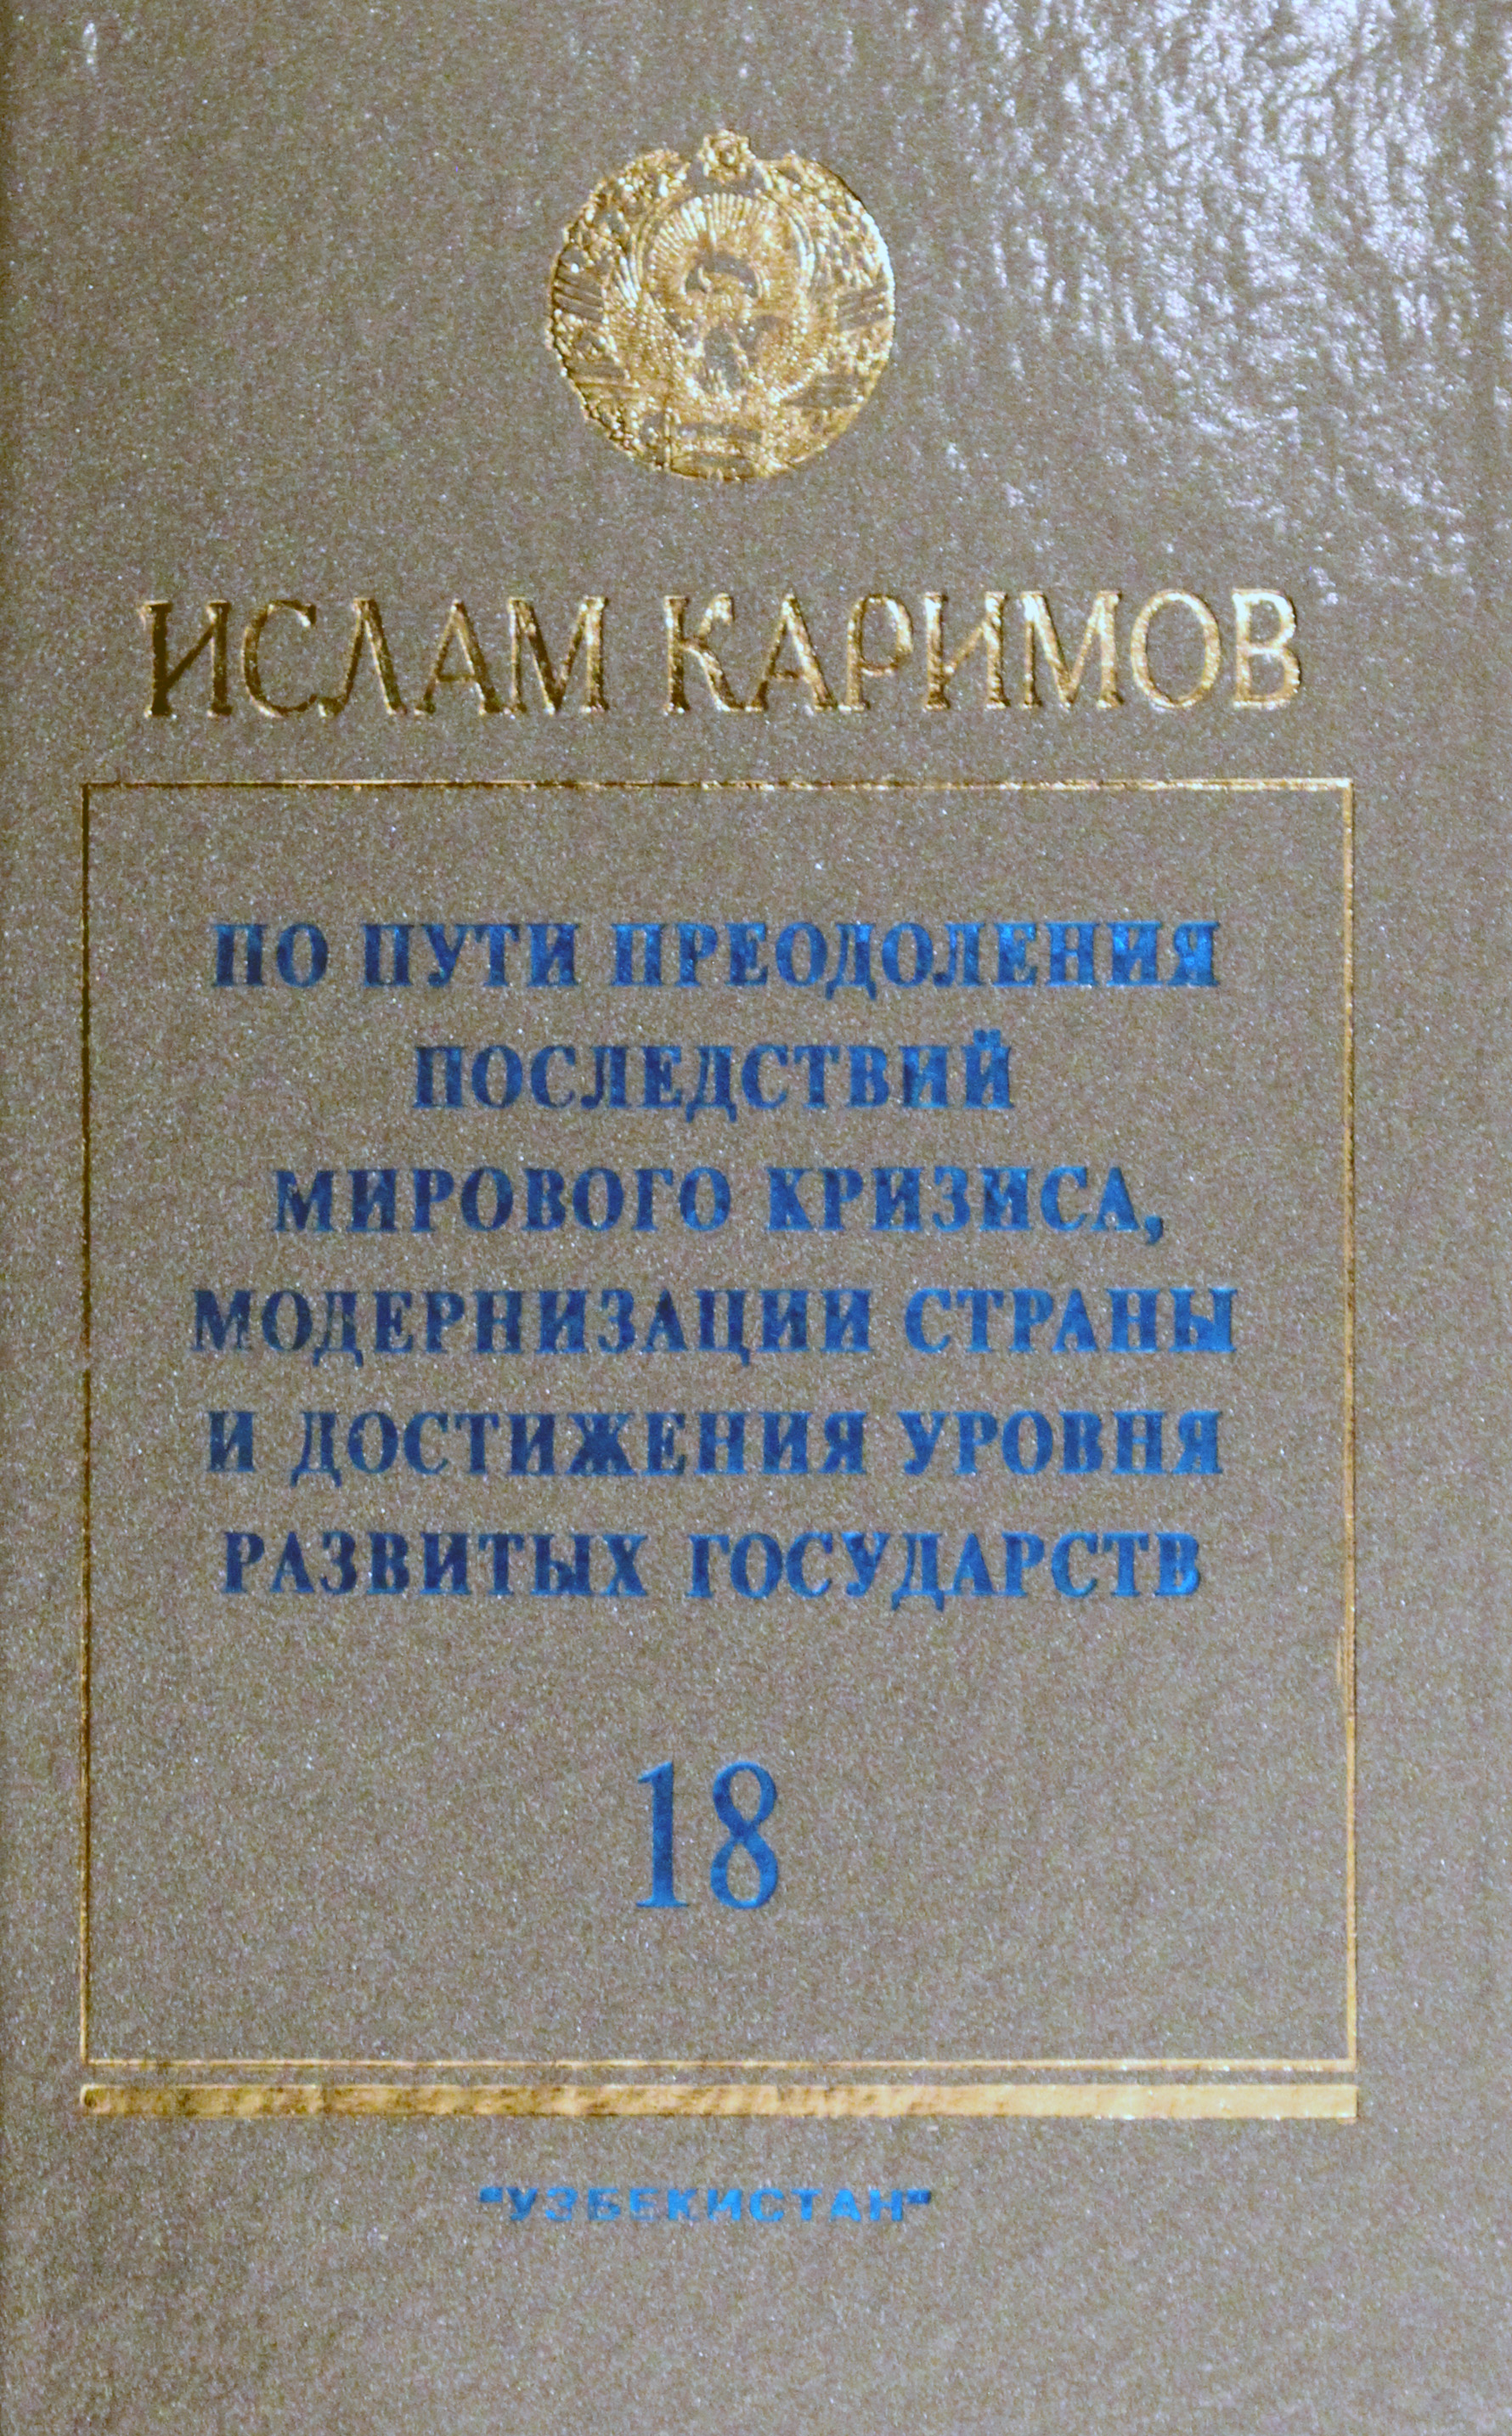 ИСЛАМ КАРИМОВ
ПО ПУТИ ПРЕОДОЛЕНИЯ
ПОСЛЕДСТВИЙ
МИРОВОГО КРИЗИСА,
МОДЕРНИЗАЦИИ СТРАНЫ
И ДОСТИЖЕНИЯ УРОВНЯ
РАЗВИТЫХ ГОСУДАРСТВ
18
"УЗБЕКИСТАН"